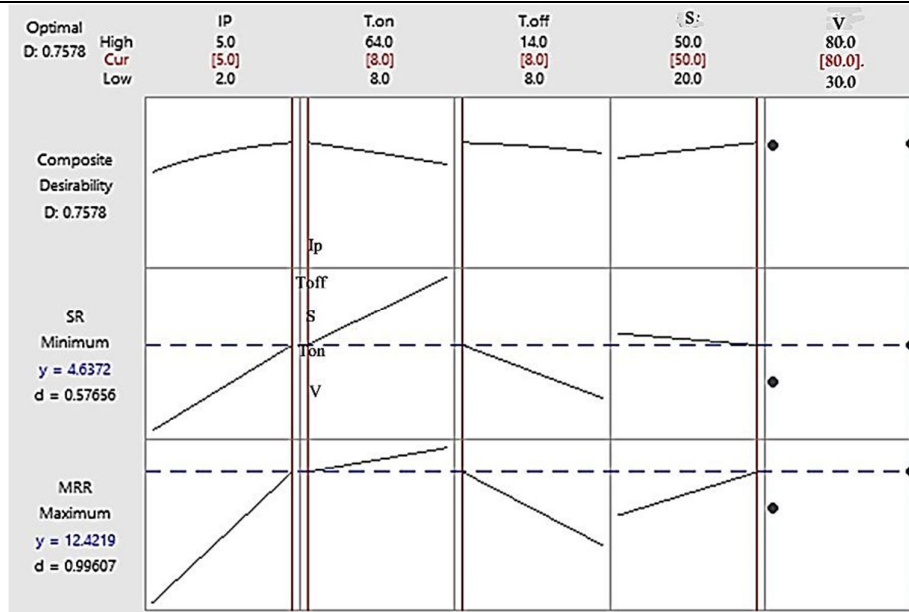 Optimal
D: 0.7578
High
Cur
Low
IP
5.0
[5.0]
2.0
T.on
64.0
[8.0]
8.0
T.off
14.0
[8.0]
8.0
S:
50.0
[50.0]
20.0
V
80.0
[80.0].
30.0
Composite
Desirability
D: 0.7578
Ip
Toff
S
Ton
V
SR
Minimum
y = 4.6372
d = 0.57656
MRR
Maximum
y = 12.4219
d = 0.99607